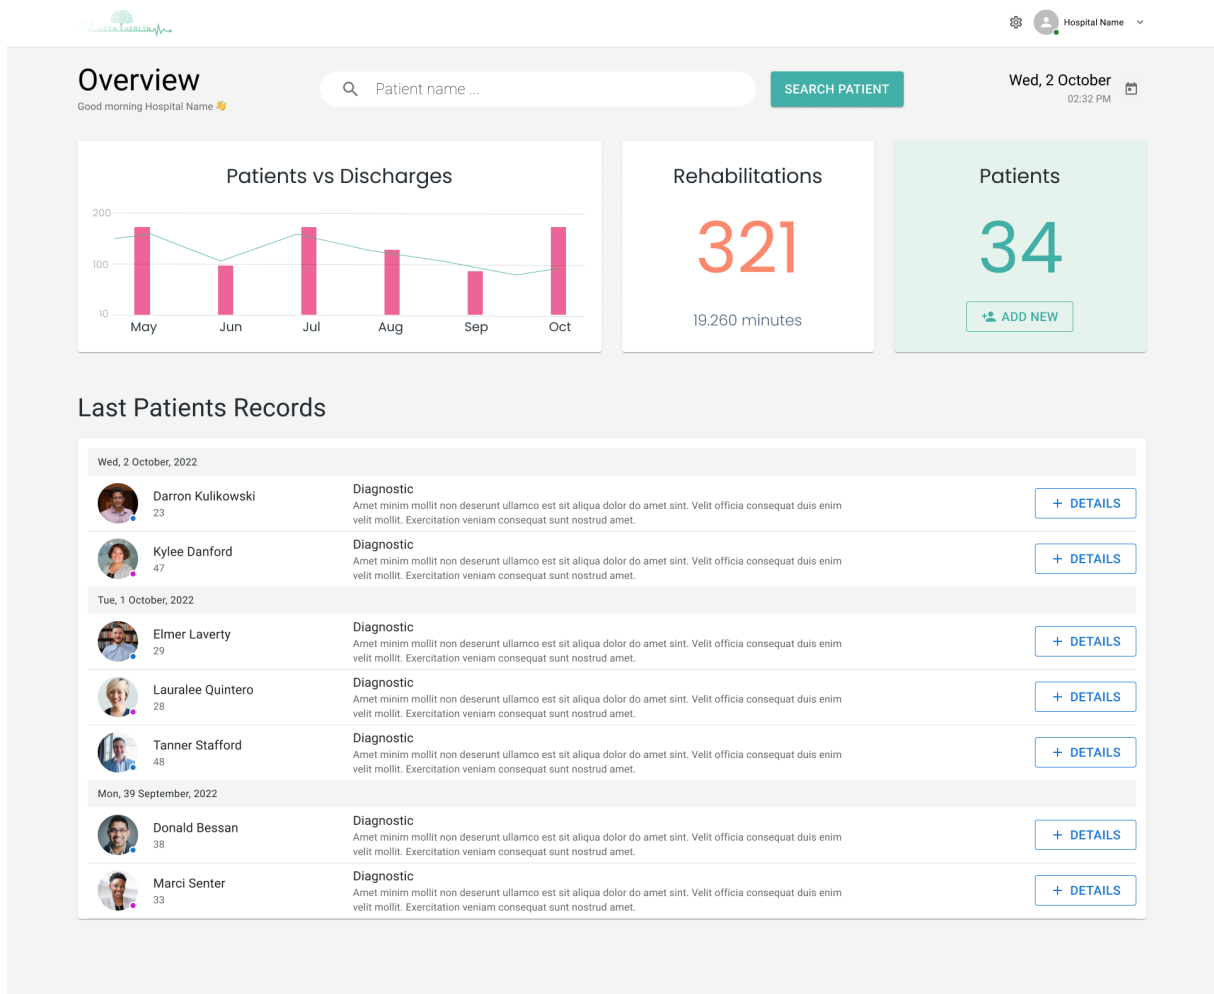 Hospital Name
Overview
Good morning Hospital Name 👋
Patient name ...
SEARCH PATIENT
Wed, 2 October
02:32 PM
Patients vs Discharges
200
100
10
May Jun Jul Aug Sep Oct
Rehabilitations
321
19.260 minutes
Patients
34
ADD NEW
Last Patients Records
Wed, 2 October, 2022
Darron Kulikowski
23
Diagnostic
Amet minim mollit non deserunt ullamco est sit aliqua dolor do amet sint. Velit officia consequat duis enim
velit mollit. Exercitation veniam consequat sunt nostrud amet.
+ DETAILS
Kylee Danford
47
Diagnostic
Amet minim mollit non deserunt ullamco est sit aliqua dolor do amet sint. Velit officia consequat duis enim
velit mollit. Exercitation veniam consequat sunt nostrud amet.
+ DETAILS
Tue, 1 October, 2022
Elmer Laverty
29
Diagnostic
Amet minim mollit non deserunt ullamco est sit aliqua dolor do amet sint. Velit officia consequat duis enim
velit mollit. Exercitation veniam consequat sunt nostrud amet.
+ DETAILS
Lauralee Quintero
28
Diagnostic
Amet minim mollit non deserunt ullamco est sit aliqua dolor do amet sint. Velit officia consequat duis enim
velit mollit. Exercitation veniam consequat sunt nostrud amet.
+ DETAILS
Tanner Stafford
48
Diagnostic
Amet minim mollit non deserunt ullamco est sit aliqua dolor do amet sint. Velit officia consequat duis enim
velit mollit. Exercitation veniam consequat sunt nostrud amet.
+ DETAILS
Mon, 39 September, 2022
Donald Bessan
38
Diagnostic
Amet minim mollit non deserunt ullamco est sit aliqua dolor do amet sint. Velit officia consequat duis enim
velit mollit. Exercitation veniam consequat sunt nostrud amet.
+ DETAILS
Marci Senter
33
Diagnostic
Amet minim mollit non deserunt ullamco est sit aliqua dolor do amet sint. Velit officia consequat duis enim
velit mollit. Exercitation veniam consequat sunt nostrud amet.
+ DETAILS